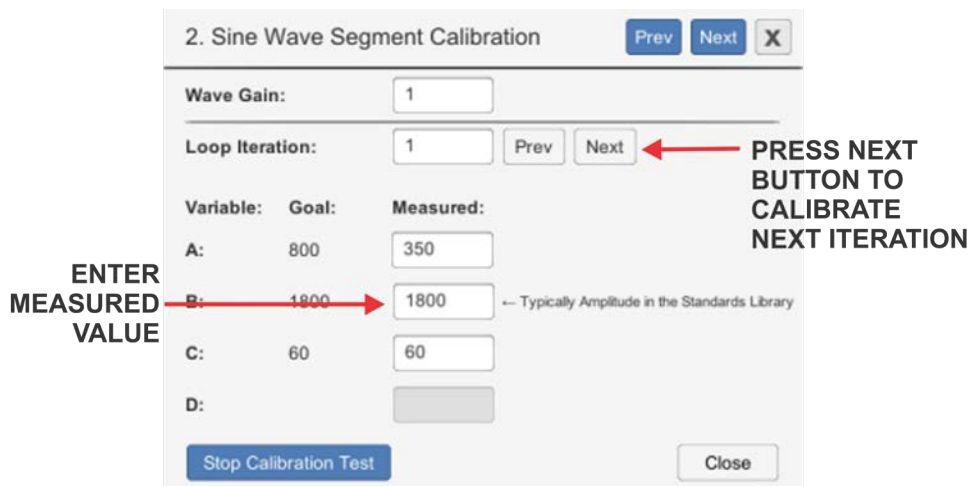 2. Sine Wave Segment Calibration Prev Next X
Wave Gain: 1
Loop Iteration: 1 Prev Next
PRESS NEXT
BUTTON TO
CALIBRATE
NEXT ITERATION
Variable: Goal: Measured:
A: 800 350
ENTER
MEASURED
VALUE
B: 1800 1800 ← Typically Amplitude in the Standards Library
C: 60 60
D:
Stop Calibration Test Close